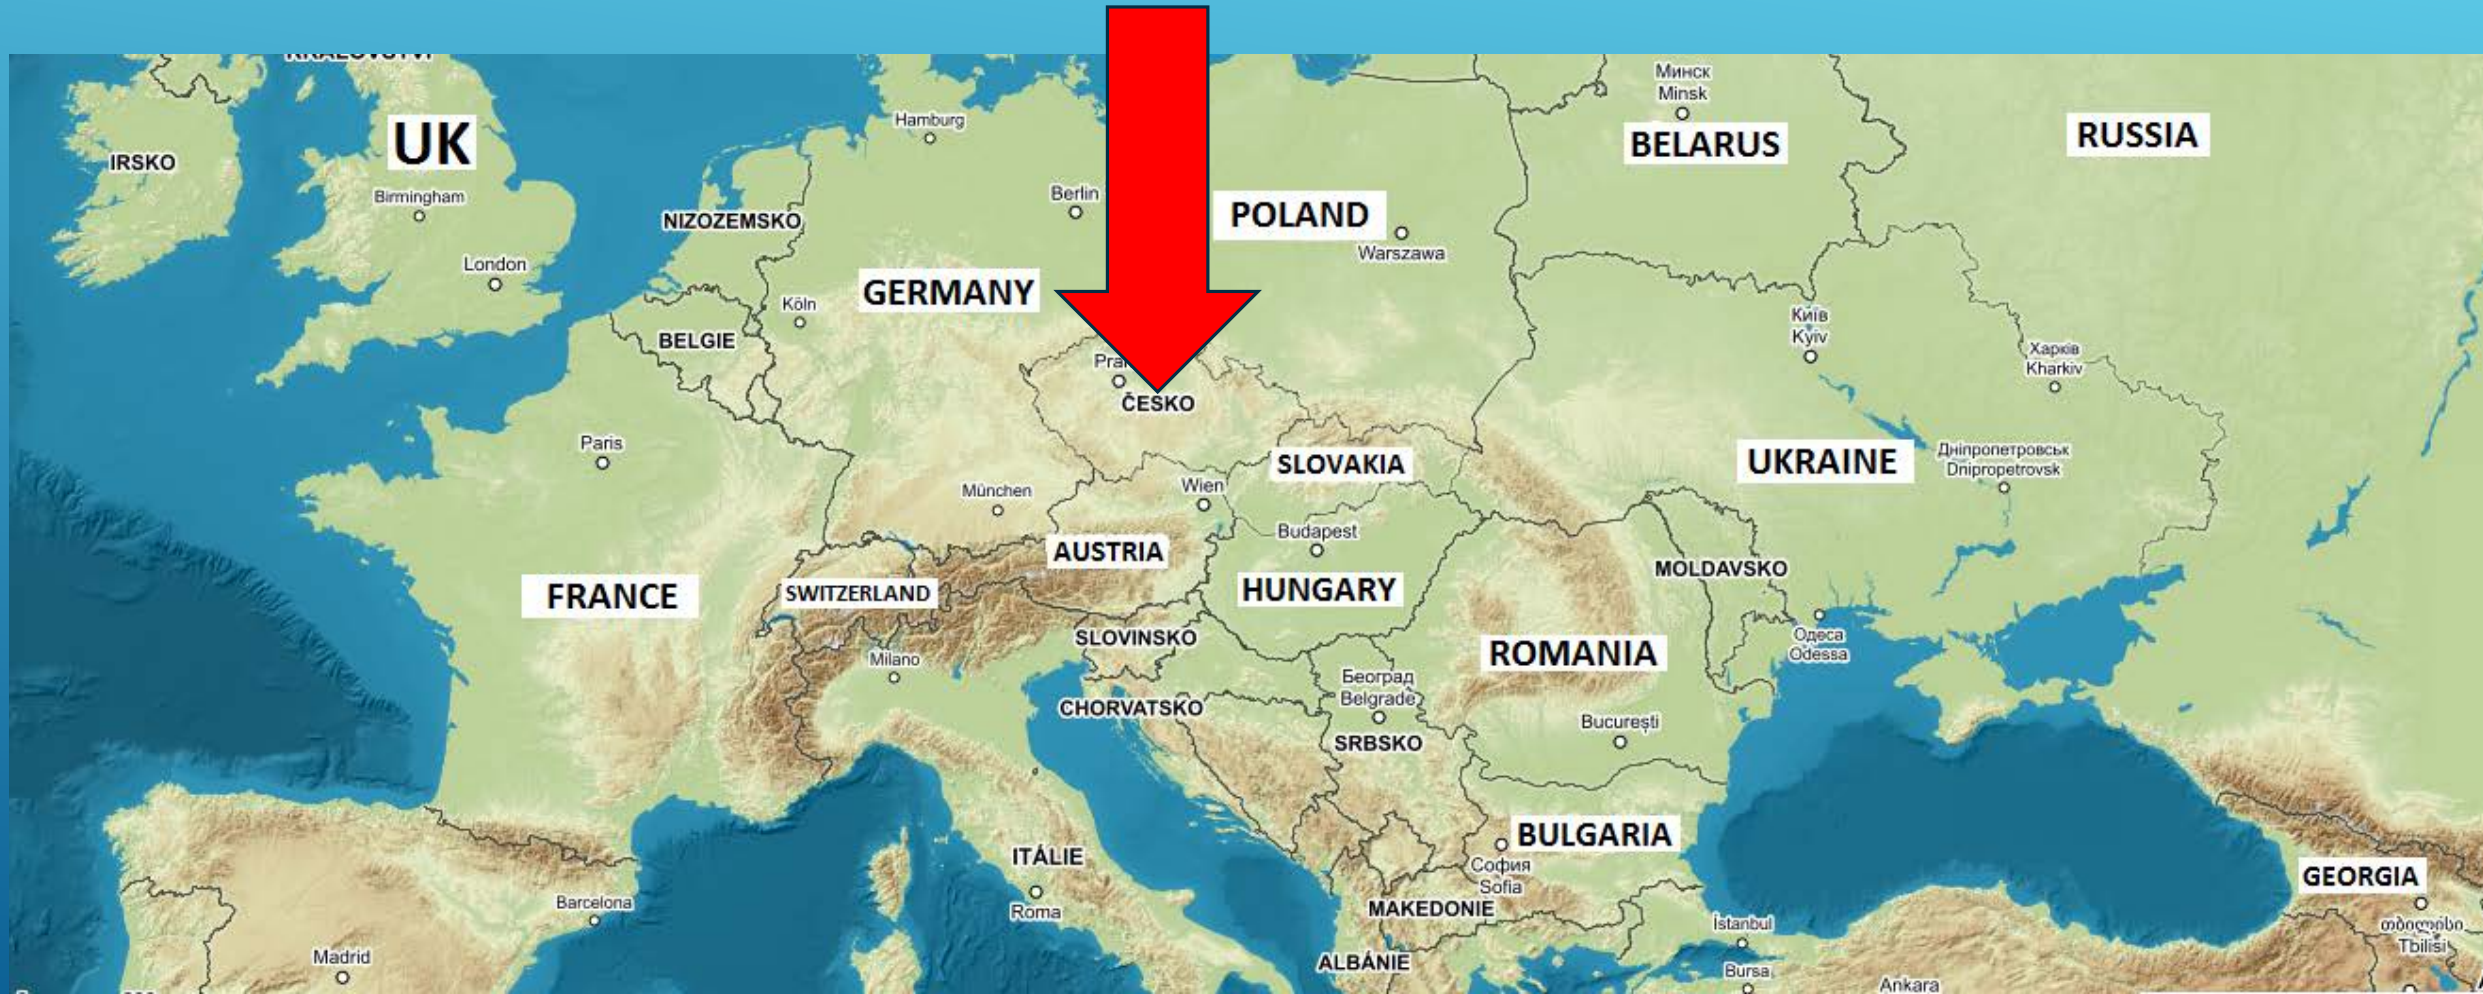 KRÁLOVSTVÍ
Минск
Minsk
UK
Hamburg
BELARUS
RUSSIA
IRSKO
Birmingham
Berlin
NIZOZEMSKO
POLAND
Warszawa
London
GERMANY
Köln
Київ
Kyiv
BELGIE
Харків
Kharkiv
ČESKO
Paris
SLOVAKIA
UKRAINE
Дніпропетровськ
Dnipropetrovsk
München
Wien
Budapest
AUSTRIA
MOLDAVSKO
FRANCE
SWITZERLAND
HUNGARY
SLOVINSKO
Одеса
Odessa
Milano
ROMANIA
Београд
Belgrade
CHORVATSKO
București
SRBSKO
BULGARIA
ITÁLIE
София
Sofia
GEORGIA
Barcelona
Roma
MAKEDONIE
İstanbul
თბილისი
Tbilisi
Madrid
ALBÁNIE
Bursa
Ankara